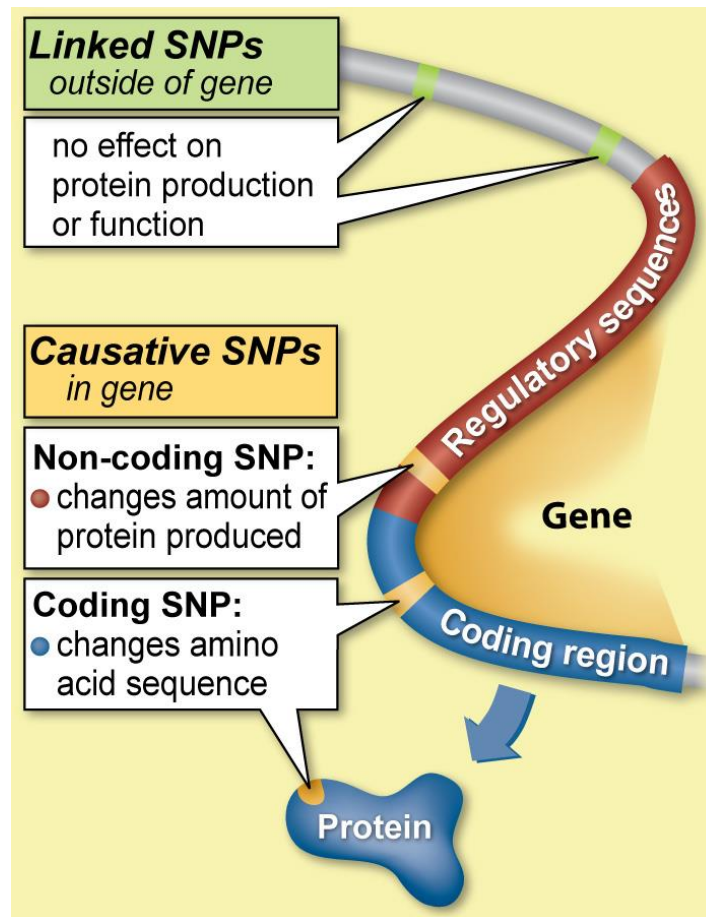 Linked SNPs
outside of gene
no effect on
protein production
or function
Regulatory sequences
Causative SNPs
in gene
Non-coding SNP:
changes amount of
protein produced
Gene
Coding SNP:
changes amino
acid sequence
Coding region
Protein